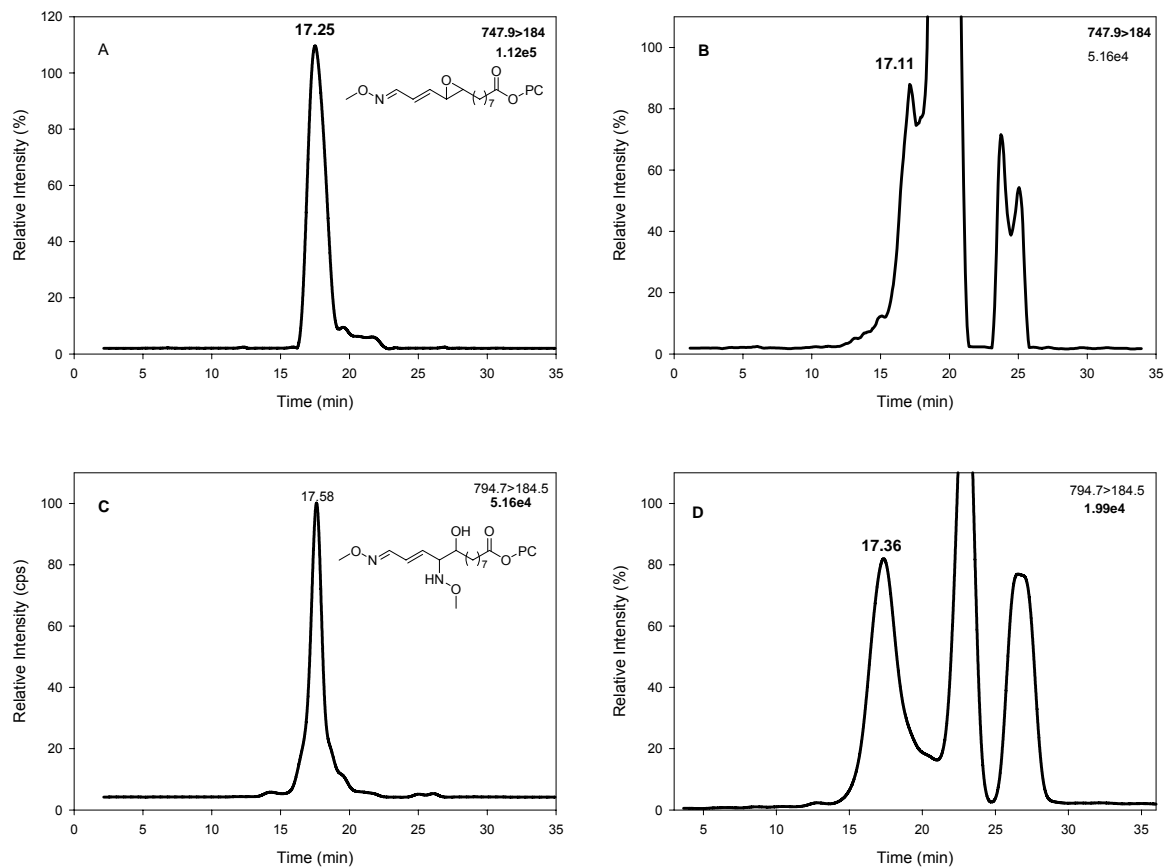 A
17.25
747.9>184
1.12e5
O
O
O
N
( )7
O
PC
Relative Intensity (%)
120
100
80
60
40
20
0
0 5 10 15 20 25 30 35
Time (min)
B
17.11
747.9>184
5.16e4
Relative Intensity (%)
100
80
60
40
20
0
0 5 10 15 20 25 30 35
Time (min)
C
17.58
794.7>184.5
5.16e4
OH
O
O
N
( )7
O
PC
HN
O
Relative Intensity (cps)
100
80
60
40
20
0
0 5 10 15 20 25 30 35
Time (min)
D
17.36
794.7>184.5
1.99e4
Relative Intensity (%)
100
80
60
40
20
0
5 10 15 20 25 30 35
Time (min)